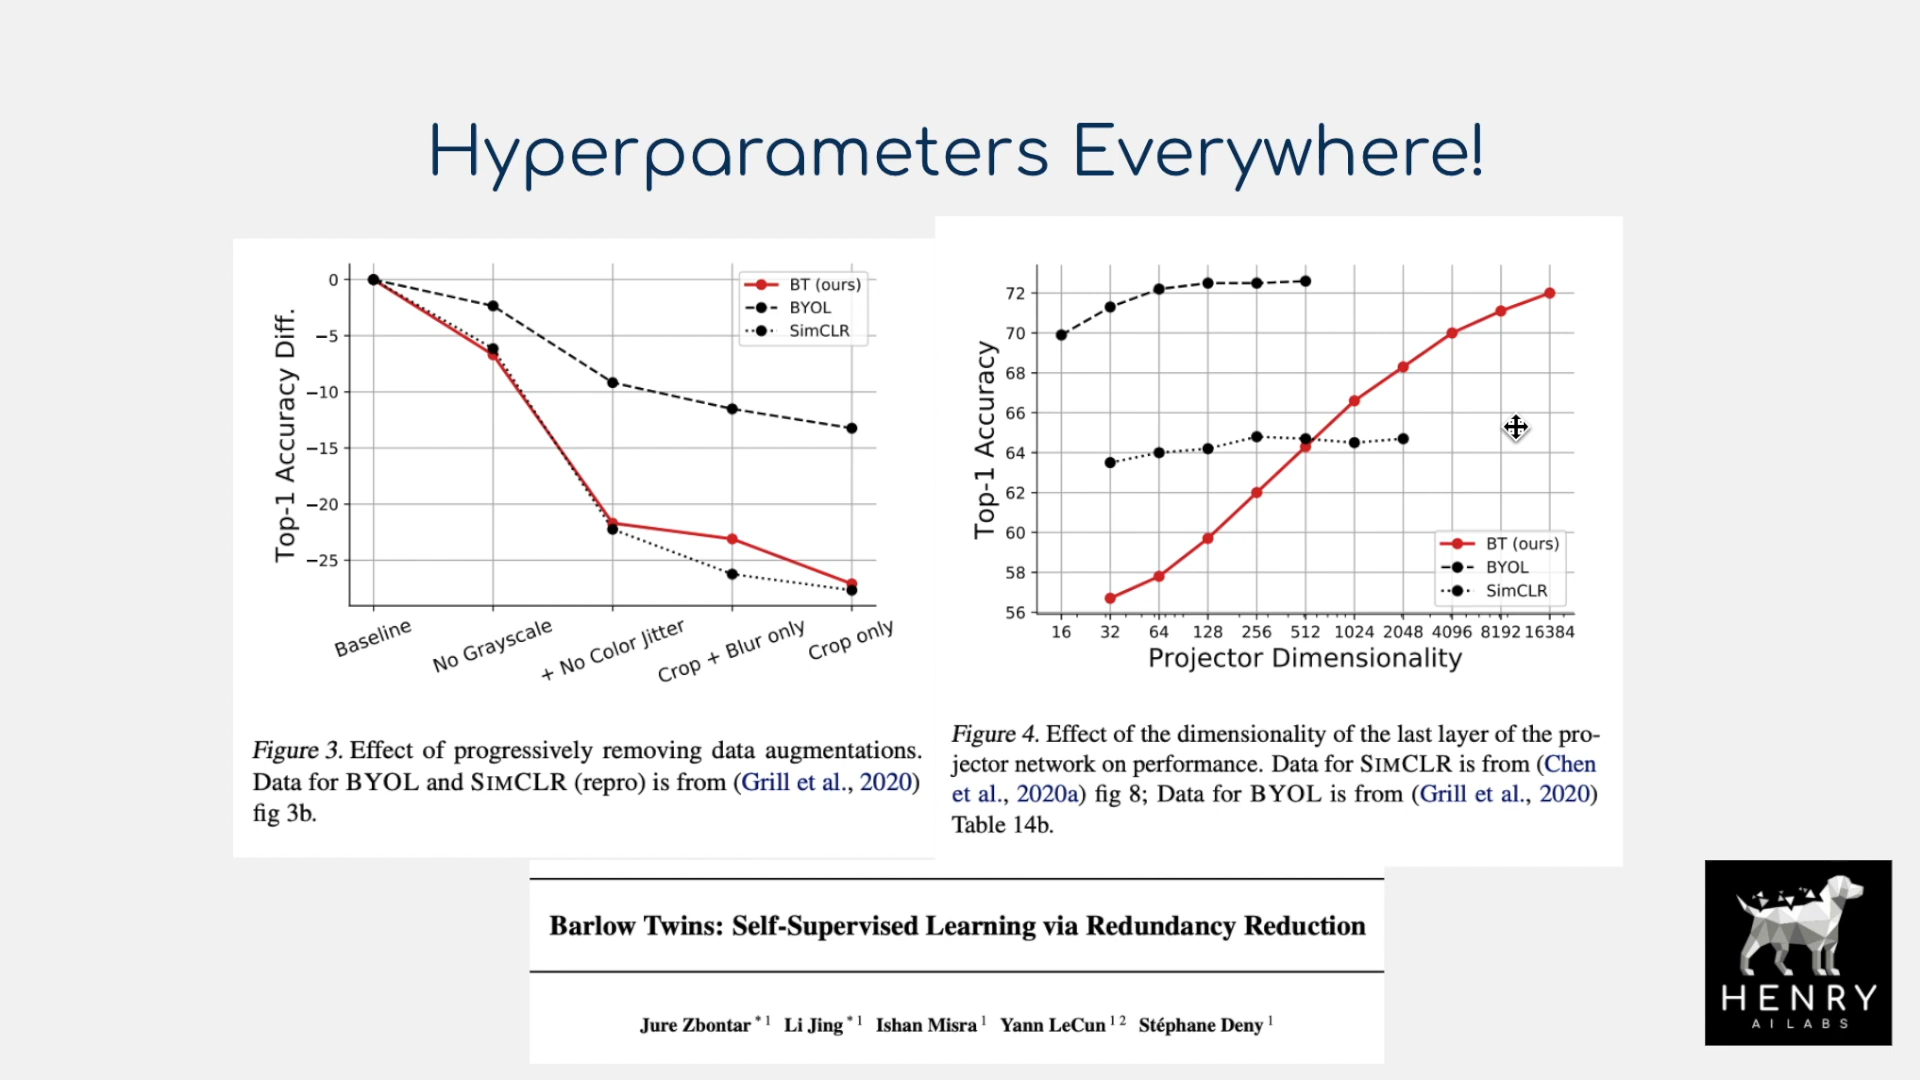 Hyperparameters Everywhere!
Top-1 Accuracy Diff.
0
−5
−10
−15
−20
−25
BT (ours)
BYOL
SimCLR
Baseline
No Grayscale
+ No Color Jitter
Crop + Blur only
Crop only
Figure 3. Effect of progressively removing data augmentations.
Data for BYOL and SIMCLR (repro) is from (Grill et al., 2020)
fig 3b.
Top-1 Accuracy
72
70
68
66
64
62
60
58
56
BT (ours)
BYOL
SimCLR
16 32 64 128 256 512 1024 2048 4096 8192 16384
Projector Dimensionality
Figure 4. Effect of the dimensionality of the last layer of the pro-
jector network on performance. Data for SIMCLR is from (Chen
et al., 2020a) fig 8; Data for BYOL is from (Grill et al., 2020)
Table 14b.
Barlow Twins: Self-Supervised Learning via Redundancy Reduction
Jure Zbontar * 1 Li Jing * 1 Ishan Misra 1 Yann LeCun 1 2 Stéphane Deny 1
HENRY
AI LABS